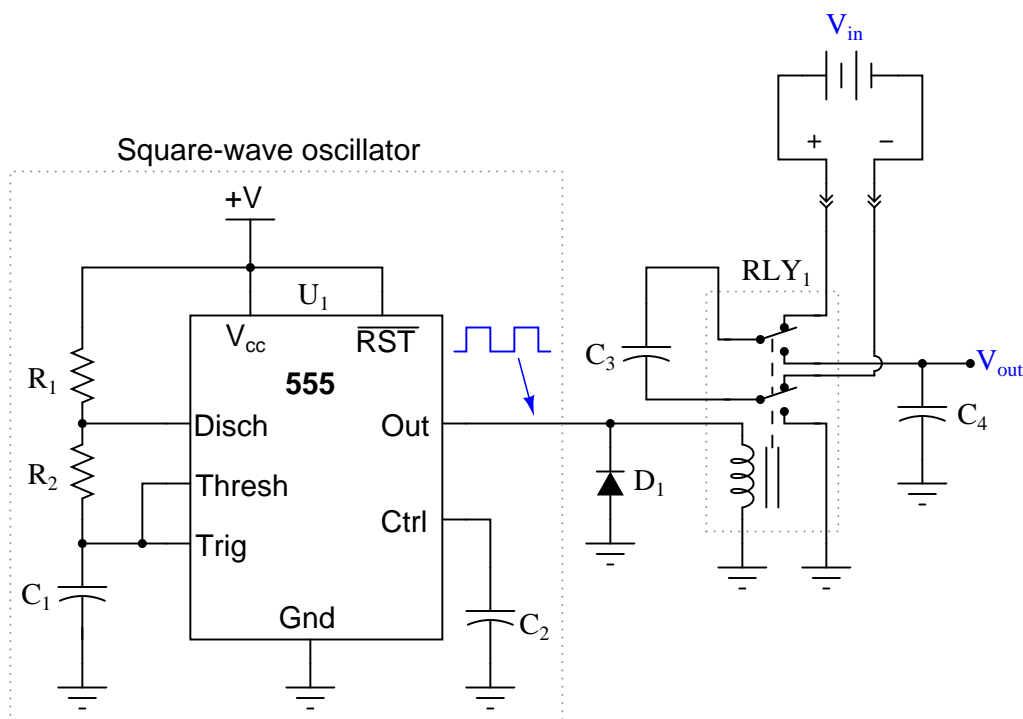 V_in
+ −
Square-wave oscillator
+V
RLY_1
U_1
V_cc
R͞S͞T͞
C_3
V_out
R_1
555
C_4
Disch
Out
R_2
D_1
Thresh
Ctrl
Trig
C_1
Gnd
C_2